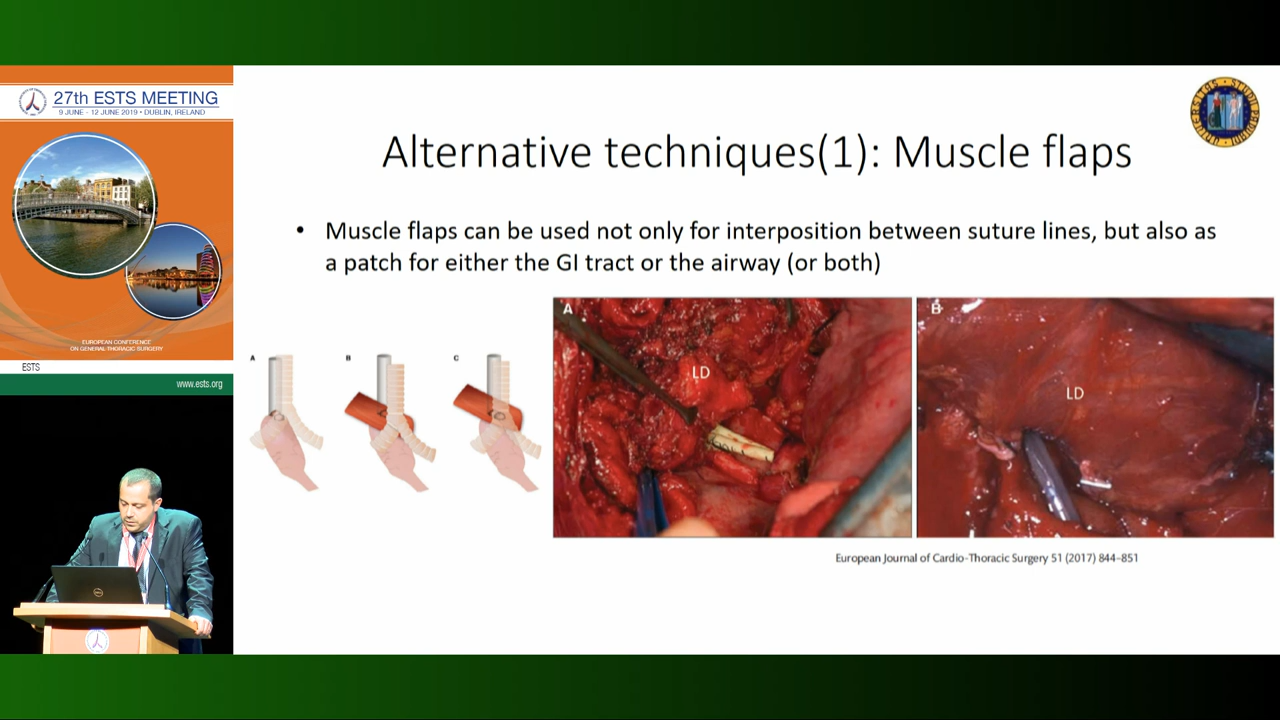 27th ESTS MEETING
9 JUNE - 12 JUNE 2019 • DUBLIN, IRELAND
EUROPEAN CONFERENCE
ON GENERAL THORACIC SURGERY
ESTS
www.ests.org
Alternative techniques(1): Muscle flaps
• Muscle flaps can be used not only for interposition between suture lines, but also as
a patch for either the GI tract or the airway (or both)
A
B
C
A
LD
B
LD
European Journal of Cardio-Thoracic Surgery 51 (2017) 844–851